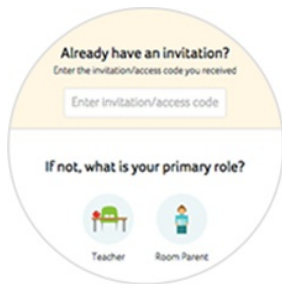 Already have an invitation?
Enter the invitation/access code you received
Enter invitation/access code
If not, what is your primary role?
Teacher
Room Parent